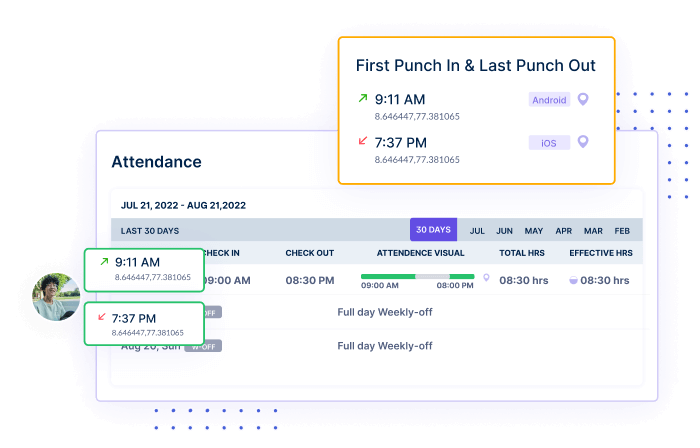 First Punch In & Last Punch Out
9:11 AM
Android
8.646447,77.381065
7:37 PM
iOS
8.646447,77.381065
Attendance
JUL 21, 2022 - AUG 21,2022
LAST 30 DAYS
30 DAYS JUL JUN MAY APR MAR FEB
CHECK IN CHECK OUT ATTENDENCE VISUAL TOTAL HRS EFFECTIVE HRS
9:11 AM
8.646447,77.381065
09:00 AM 08:30 PM 08:30 hrs 08:30 hrs
09:00 AM 08:00 PM
7:37 PM
8.646447,77.381065
OFF Full day Weekly-off
Aug 20, Sun W-OFF Full day Weekly-off